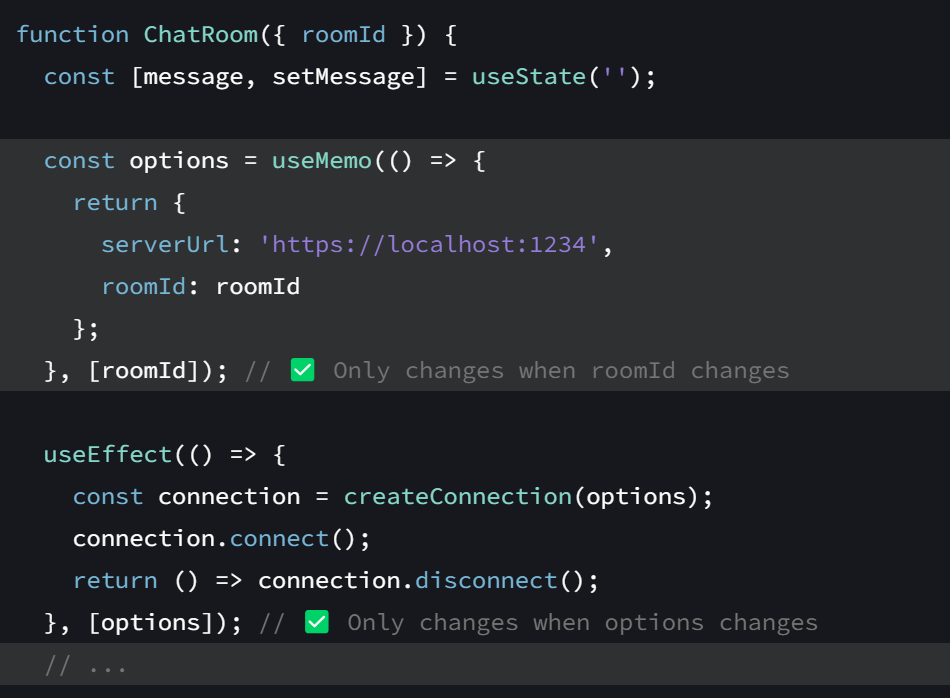 function ChatRoom({ roomId }) {
  const [message, setMessage] = useState('');

  const options = useMemo(() => {
    return {
      serverUrl: 'https://localhost:1234',
      roomId: roomId
    };
  }, [roomId]); // ✅ Only changes when roomId changes

  useEffect(() => {
    const connection = createConnection(options);
    connection.connect();
    return () => connection.disconnect();
  }, [options]); // ✅ Only changes when options changes
  // ...